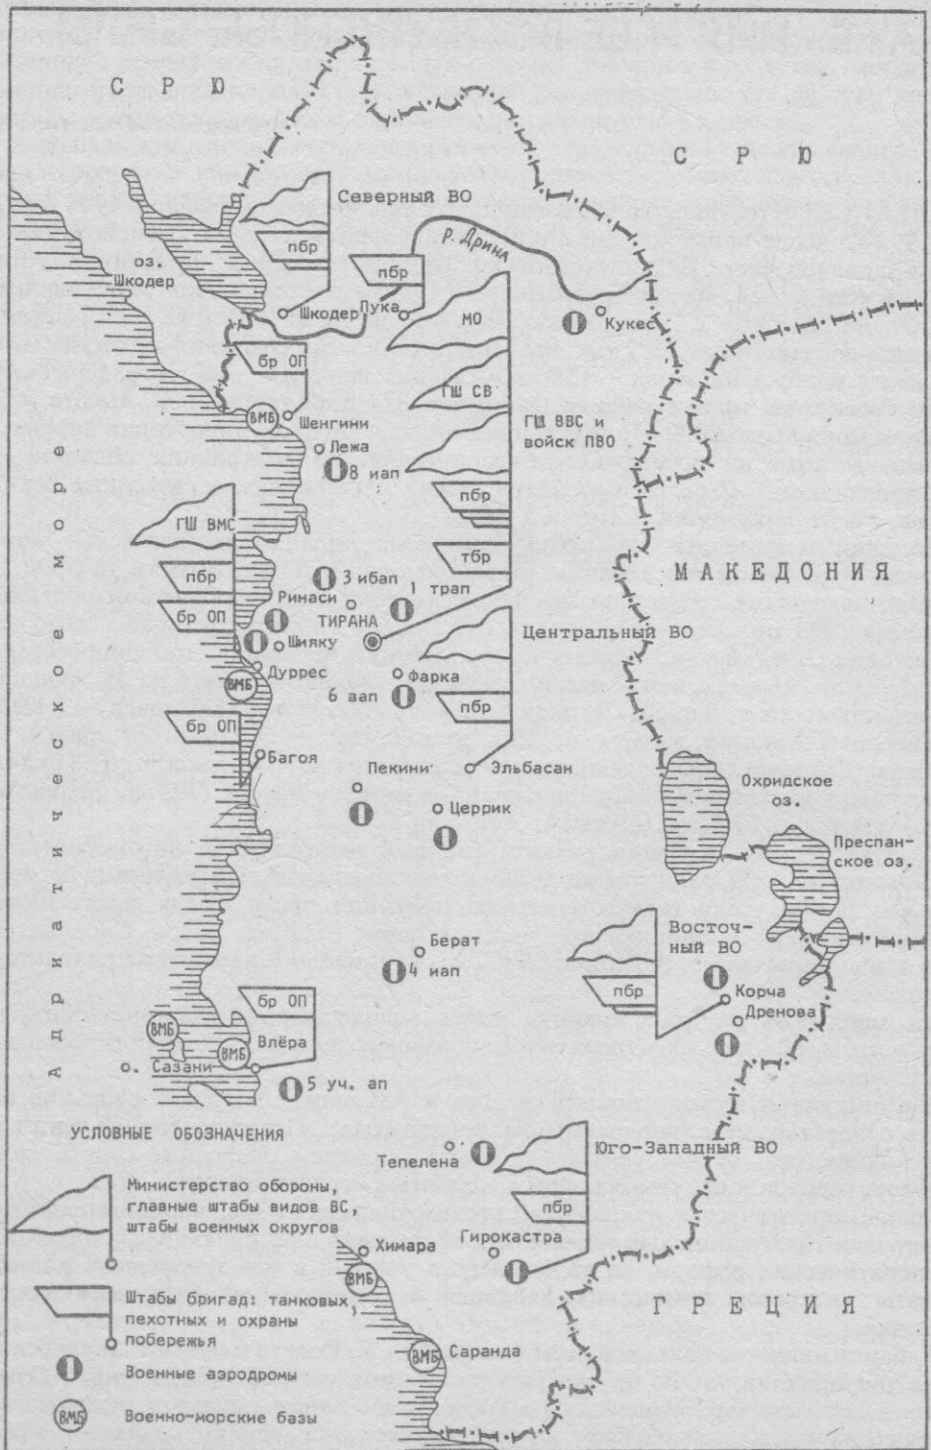 СРЮ
СРЮ
Северный ВО
пбр
р. Дрина
пбр
оз.
Шкодер
Шкодер
Пука
Кукес
МО
бр ОП
ГШ СВ
ВМБ
Шенгини
ГШ ВВС и
войск ПВО
Лежа
8 иап
Адриатическое море
пбр
ГШ ВМС
тбр
МАКЕДОНИЯ
пбр
3 ибап
1 трап
Ринаси
бр ОП
ТИРАНА
Центральный ВО
Шияку
Дуррес
Фарка
ВМБ
6 вап
пбр
бр ОП
Багоя
Пекини
Эльбасан
Охридское
оз.
Церрик
Преспан-
ское оз.
Берат
Восточ-
ный ВО
4 иап
пбр
Корча
бр ОП
Дренова
ВМБ
Влёра
ВМБ
о. Сазани
5 уч. ап
УСЛОВНЫЕ ОБОЗНАЧЕНИЯ
Тепелена
Юго-Западный ВО
Министерство обороны,
главные штабы видов ВС,
штабы военных округов
пбр
Химара
Гирокастра
ВМБ
Штабы бригад: танковых,
пехотных и охраны
побережья
ГРЕЦИЯ
Саранда
ВМБ
Военные аэродромы
ВМБ
Военно-морские базы